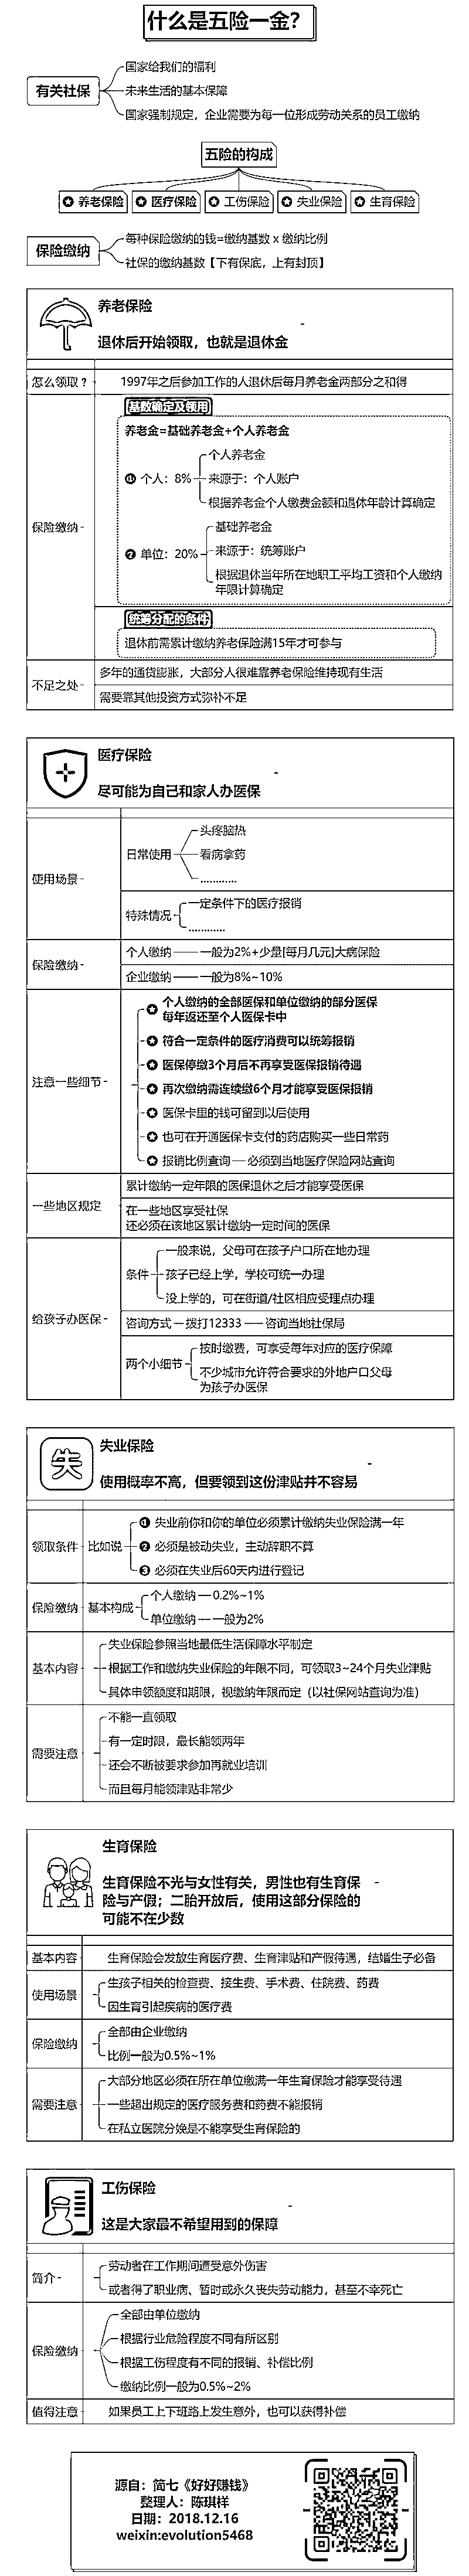 什么是五险一金？
有关社保
国家给我们的福利
未来生活的基本保障
国家强制规定，企业需要为每一位形成劳动关系的员工缴纳
五险的构成
养老保险
医疗保险
工伤保险
失业保险
生育保险
保险缴纳
每种保险缴纳的钱=缴纳基数 x 缴纳比例
社保的缴纳基数【下有保底，上有封顶】
养老保险
退休后开始领取，也就是退休金
怎么领取？
1997年之后参加工作的人退休后每月养老金两部分之和得
保险缴纳
基数确定及领用
养老金=基础养老金+个人养老金
1 个人：8%
个人养老金
来源于：个人账户
根据养老金个人缴费金额和退休年龄计算确定
2 单位：20%
基础养老金
来源于：统筹账户
根据退休当年所在地职工平均工资和个人缴纳
年限计算确定
统筹分配的条件
退休前需累计缴纳养老保险满15年才可参与
不足之处
多年的通货膨胀，大部分人很难靠养老保险维持现有生活
需要靠其他投资方式弥补不足
医疗保险
尽可能为自己和家人办医保
使用场景
日常使用
头疼脑热
看病拿药
............
特殊情况
一定条件下的医疗报销
............
保险缴纳
个人缴纳 一般为2%+少量[每月几元]大病保险
企业缴纳 一般为8%~10%
注意一些细节
个人缴纳的全部医保和单位缴纳的部分医保
每年返还至个人医保卡中
符合一定条件的医疗消费可以统筹报销
医保停缴3个月后不再享受医保报销待遇
再次缴纳需连续缴6个月才能享受医保报销
医保卡里的钱可留到以后使用
也可在开通医保卡支付的药店购买一些日常药
报销比例查询 必须到当地医疗保险网站查询
一些地区规定
累计缴纳一定年限的医保退休之后才能享受医保
在一些地区享受社保
还必须在该地区累计缴纳一定时间的医保
给孩子办医保
条件
一般来说，父母可在孩子户口所在地办理
孩子已经上学，学校可统一办理
没上学的，可在街道/社区相应受理点办理
咨询方式 拨打12333 咨询当地社保局
两个小细节
按时缴费，可享受每年对应的医疗保障
不少城市允许符合要求的外地户口父母
为孩子办医保
失
失业保险
使用概率不高，但要领到这份津贴并不容易
领取条件
比如说
1 失业前你和你的单位必须累计缴纳失业保险满一年
2 必须是被动失业，主动辞职不算
3 必须在失业后60天内进行登记
保险缴纳
基本构成
个人缴纳 0.2%~1%
单位缴纳 一般为2%
基本内容
失业保险参照当地最低生活保障水平制定
根据工作和缴纳失业保险的年限不同，可领取3~24个月失业津贴
具体申领额度和期限，视缴纳年限而定（以社保网站查询为准）
需要注意
不能一直领取
有一定时限，最长能领两年
还会不断被要求参加再就业培训
而且每月能领津贴非常少
生育保险
生育保险不光与女性有关，男性也有生育保
险与产假；二胎开放后，使用这部分保险的
可能不在少数
基本内容
生育保险会发放生育医疗费、生育津贴和产假待遇，结婚生子必备
使用场景
生孩子相关的检查费、接生费、手术费、住院费、药费
因生育引起疾病的医疗费
保险缴纳
全部由企业缴纳
比例一般为0.5%~1%
需要注意
大部分地区必须在所在单位缴满一年生育保险才能享受待遇
一些超出规定的医疗服务费和药费不能报销
在私立医院分娩是不能享受生育保险的
工伤保险
这是大家最不希望用到的保障
简介
劳动者在工作期间遭受意外伤害
或者得了职业病、暂时或永久丧失劳动能力，甚至不幸死亡
保险缴纳
全部由单位缴纳
根据行业危险程度不同有所区别
根据工伤程度有不同的报销、补偿比例
缴纳比例一般为0.5%~2%
值得注意
如果员工上下班路上发生意外，也可以获得补偿
源自：简七《好好赚钱》
整理人：陈琪样
日期：2018.12.16
weixin:evolution5468